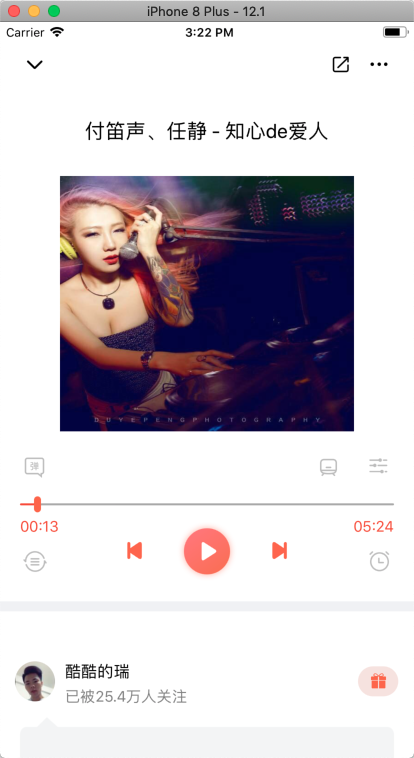 iPhone 8 Plus - 12.1
Carrier 3:22 PM
付笛声、任静 - 知心de爱人
DUYEPENGPHOTOGRAPHY
弹
00:13 05:24
酷酷的瑞
已被25.4万人关注